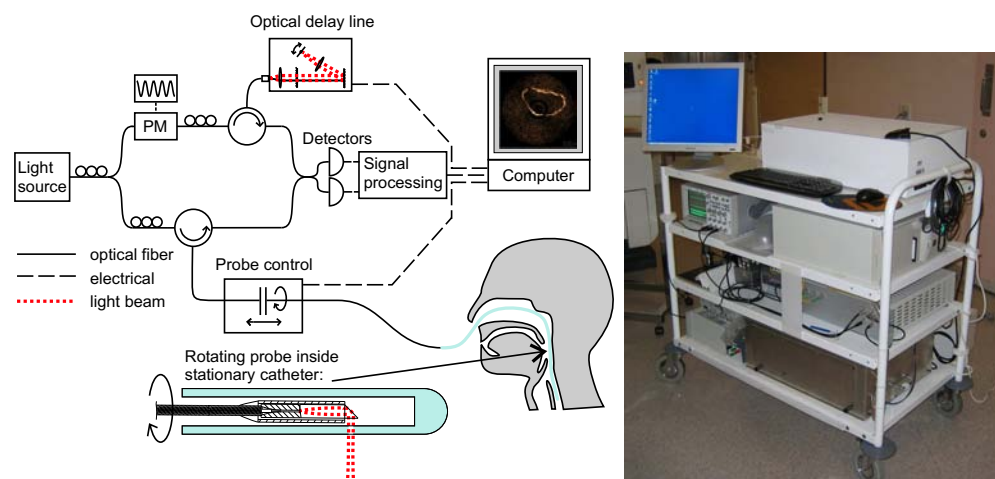 Optical delay line
PM
Light
source
Detectors
Signal
processing
Computer
optical fiber
electrical
light beam
Probe control
Rotating probe inside
stationary catheter: